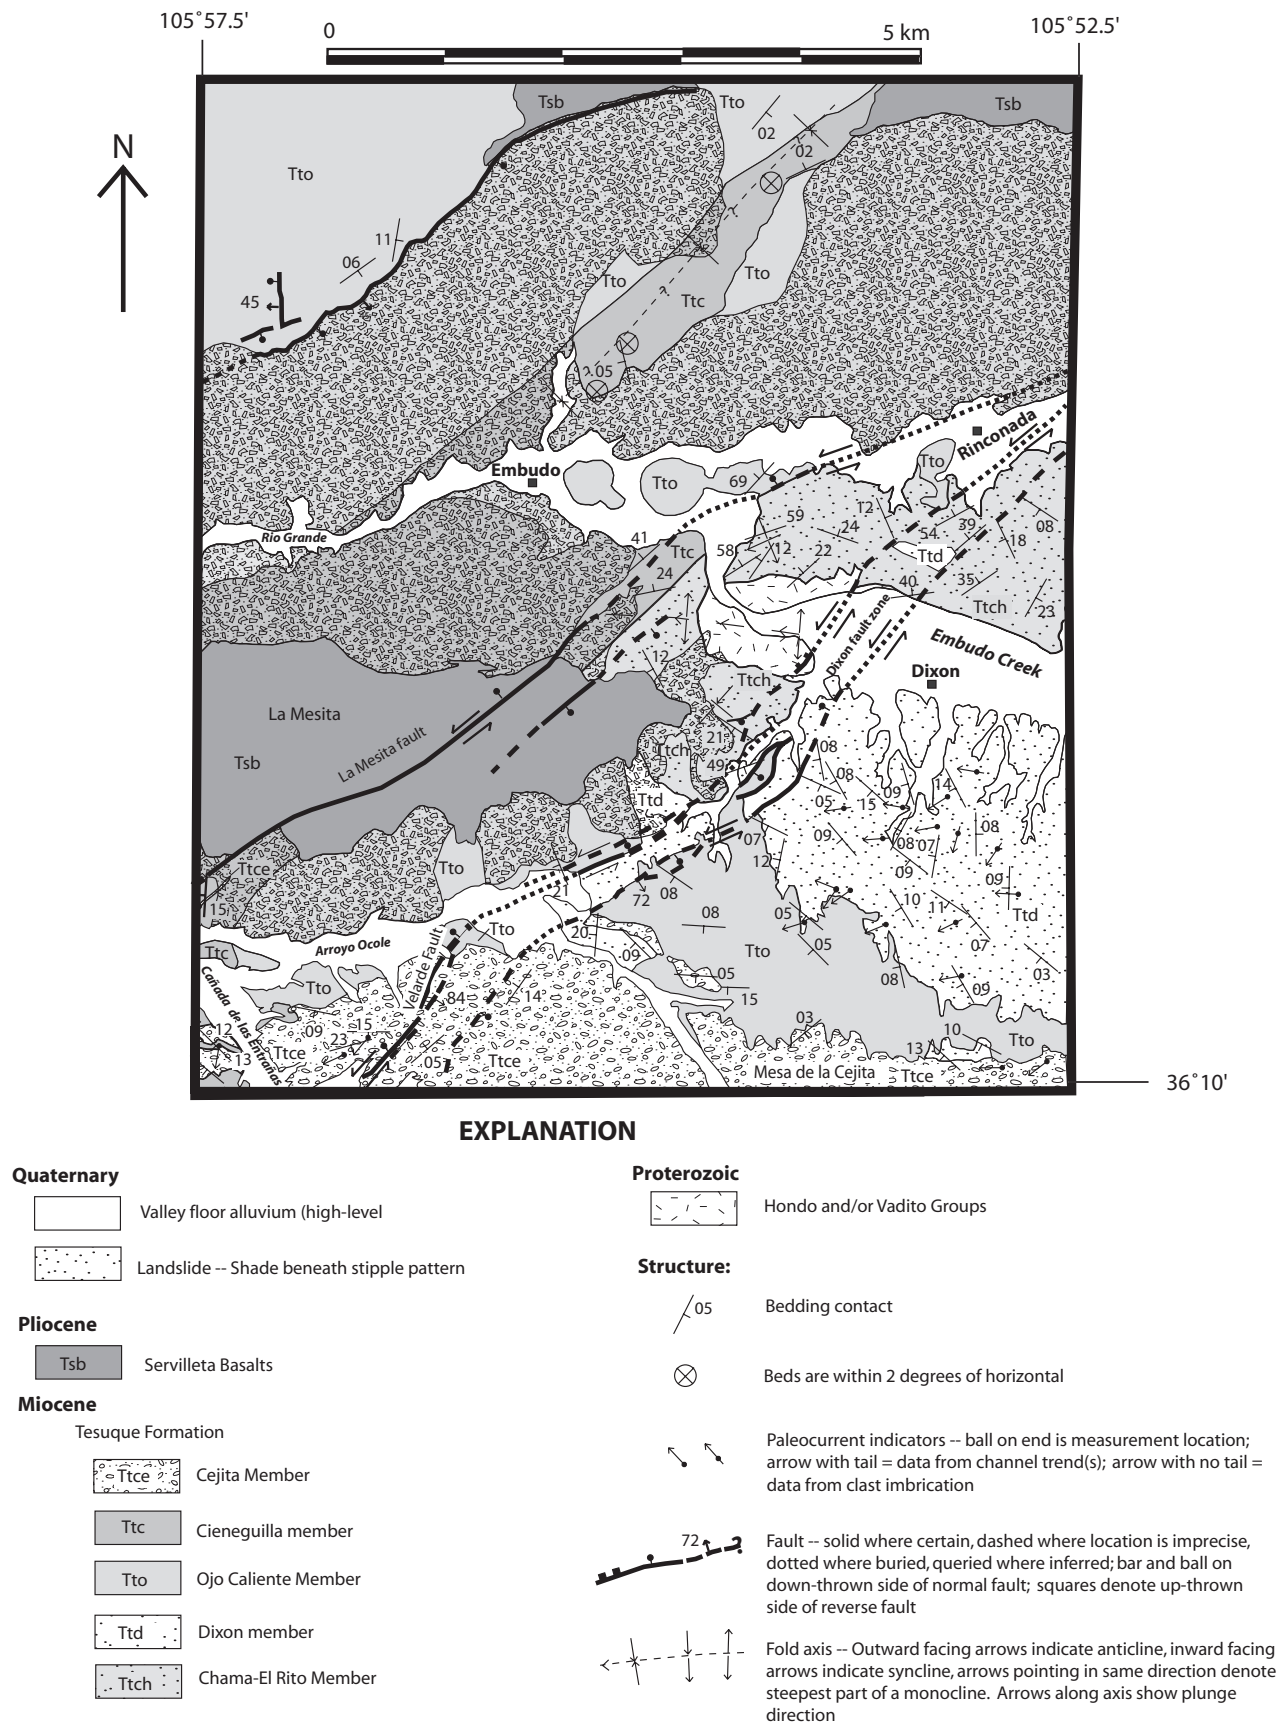 105˚57.5'
105˚52.5'
0
5 km
N
Tsb
Tto
Tsb
02
02
Tto
11
06
45
Tto
Tto
Ttc
05
Rinconada
Embudo
Tto
Tto
69
Rio Grande
41
Ttc
24
58
59
12
22
24
12
54
39
18
08
Ttd
40
35
Ttch
23
Dixon fault zone
Embudo Creek
Dixon
12
Ttch
La Mesita
La Mesita fault
Tsb
Ttch
21
49
Ttd
08
08
05
15
09
14
09
08
07
08
09
09
07
12
Ttce
15
Tto
21
72
08
08
05
10
11
Ttd
Arroyo Ocole
Velarde Fault
Tto
20
09
Tto
05
07
03
Ttc
Tto
05
15
08
09
Cañada de las Entrañas
84
14
12
13
09
15
23
Ttce
05
Ttce
03
10
13
Tto
Mesa de la Cejita
Ttce
36˚10'
EXPLANATION
Quaternary
Valley floor alluvium (high-level
Landslide -- Shade beneath stipple pattern
Pliocene
Tsb
Servilleta Basalts
Miocene
Tesuque Formation
Ttce
Cejita Member
Ttc
Cieneguilla member
Tto
Ojo Caliente Member
Ttd
Dixon member
Ttch
Chama-El Rito Member
Proterozoic
Hondo and/or Vadito Groups
Structure:
05
Bedding contact
Beds are within 2 degrees of horizontal
Paleocurrent indicators -- ball on end is measurement location;
arrow with tail = data from channel trend(s); arrow with no tail =
data from clast imbrication
72
?
Fault -- solid where certain, dashed where location is imprecise,
dotted where buried, queried where inferred; bar and ball on
down-thrown side of normal fault; squares denote up-thrown
side of reverse fault
Fold axis -- Outward facing arrows indicate anticline, inward facing
arrows indicate syncline, arrows pointing in same direction denote
steepest part of a monocline. Arrows along axis show plunge
direction